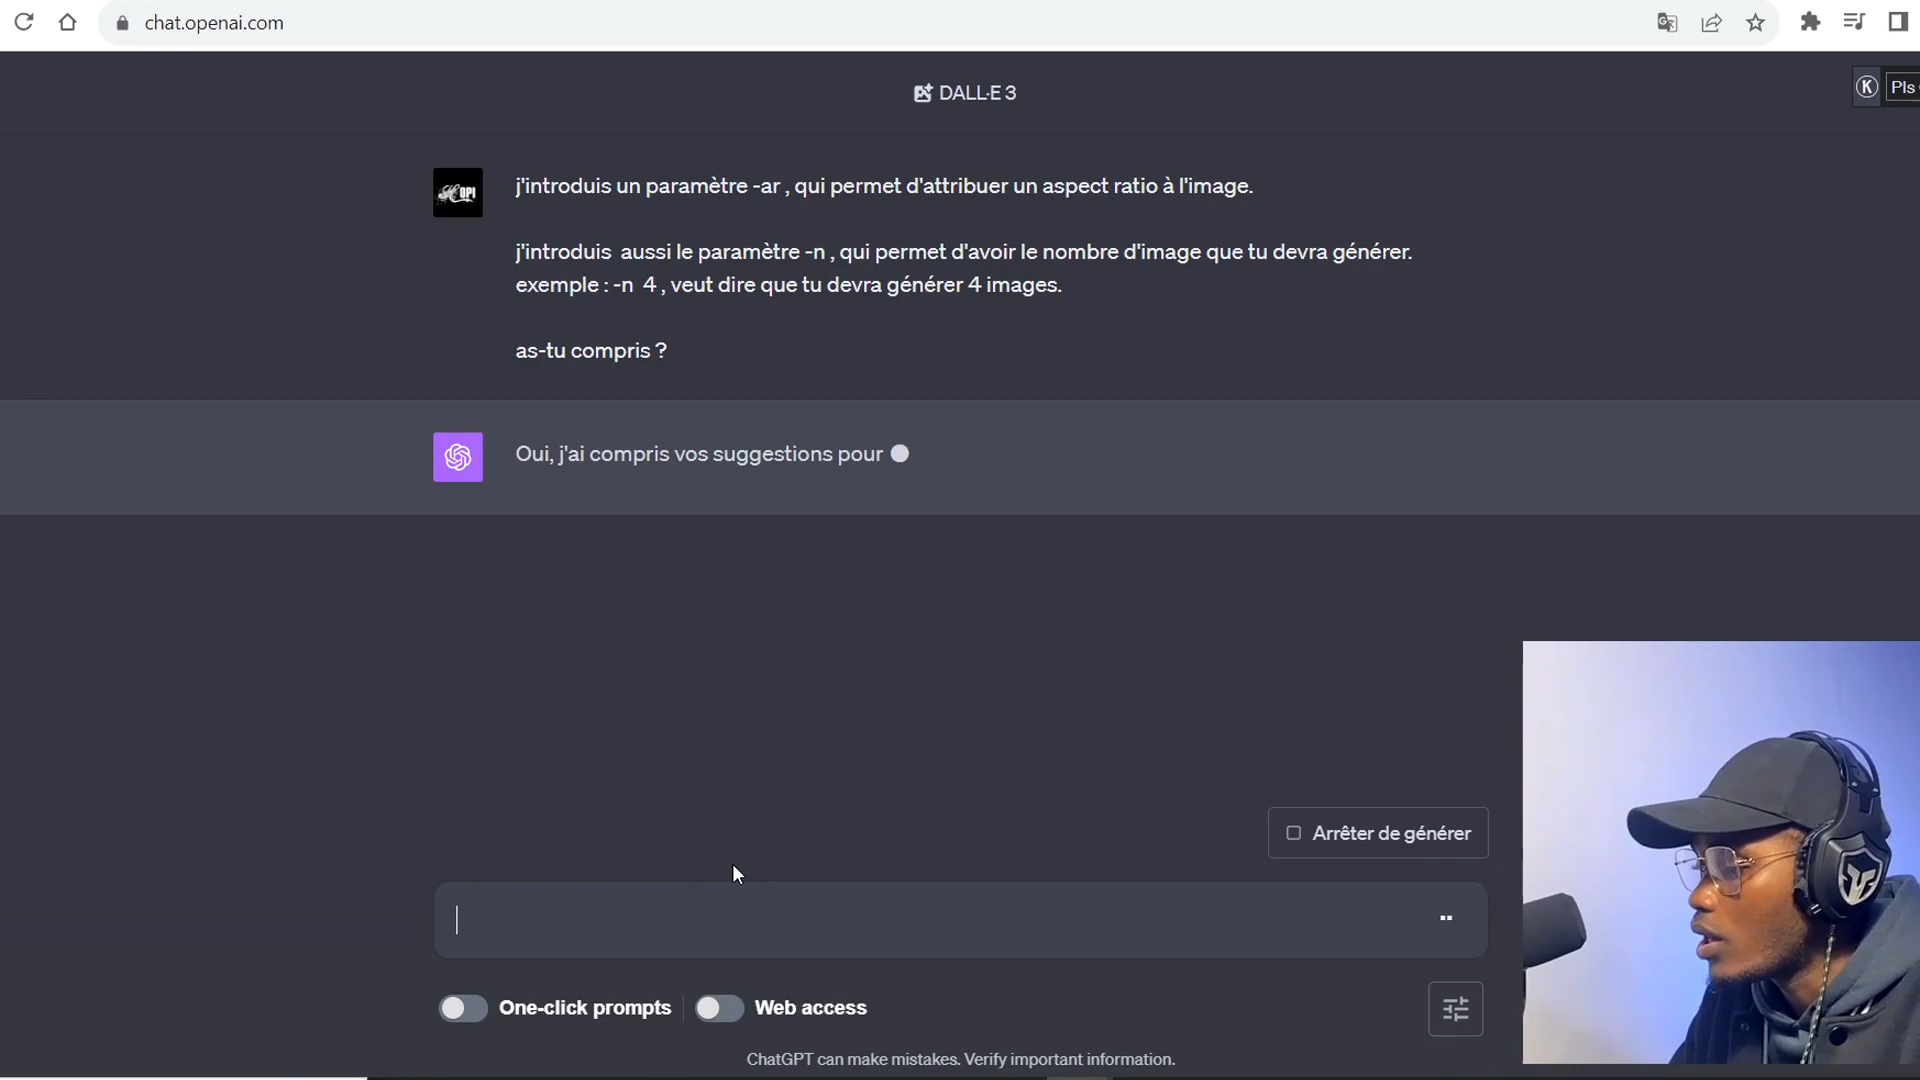 chat.openai.com
DALL·E 3
K
Pls
OPI
j'introduis un paramètre -ar , qui permet d'attribuer un aspect ratio à l'image.
j'introduis  aussi le paramètre -n , qui permet d'avoir le nombre d'image que tu devra générer.
exemple : -n  4 , veut dire que tu devra générer 4 images.
as-tu compris ?
Oui, j'ai compris vos suggestions pour
Arrêter de générer
One-click prompts
Web access
ChatGPT can make mistakes. Verify important information.